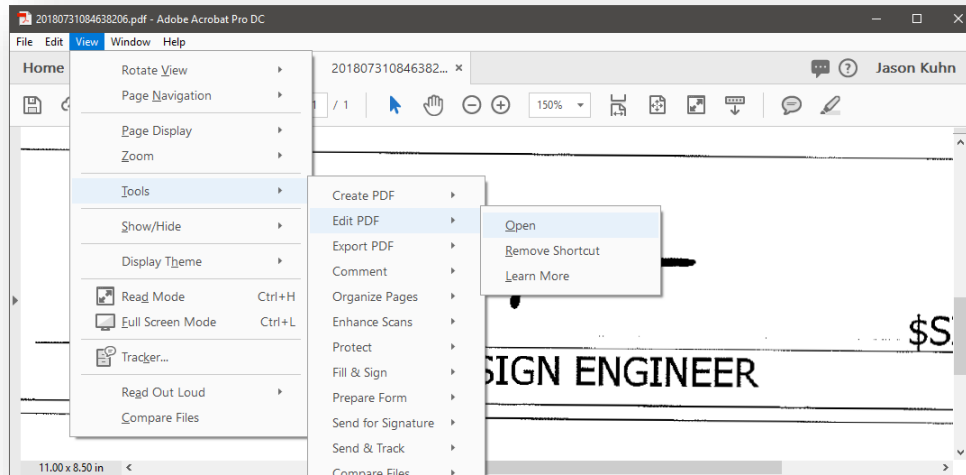 20180731084638206.pdf - Adobe Acrobat Pro DC
File Edit View Window Help
Home 201807310846382... × ? Jason Kuhn
/ 1 150%
Rotate View
Page Navigation
Page Display
Zoom
Tools
Show/Hide
Display Theme
Read Mode Ctrl+H
Full Screen Mode Ctrl+L
Tracker...
Read Out Loud
Compare Files
Create PDF
Edit PDF
Export PDF
Comment
Organize Pages
Enhance Scans
Protect
Fill & Sign
Prepare Form
Send for Signature
Send & Track
Compare Files
Open
Remove Shortcut
Learn More
$S
SIGN ENGINEER
11.00 x 8.50 in